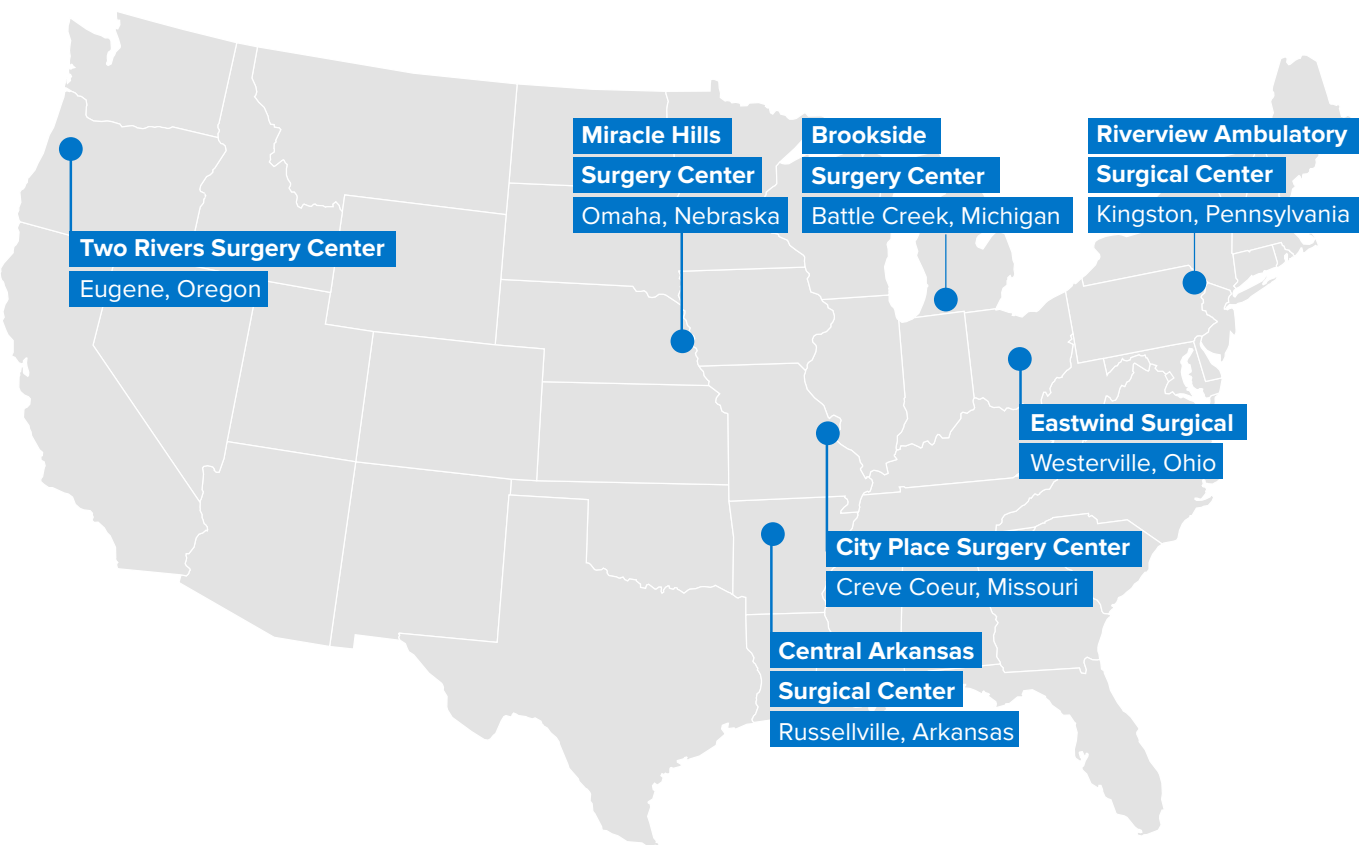 Miracle Hills
Surgery Center
Omaha, Nebraska
Brookside
Surgery Center
Battle Creek, Michigan
Riverview Ambulatory
Surgical Center
Kingston, Pennsylvania
Two Rivers Surgery Center
Eugene, Oregon
Eastwind Surgical
Westerville, Ohio
City Place Surgery Center
Creve Coeur, Missouri
Central Arkansas
Surgical Center
Russellville, Arkansas